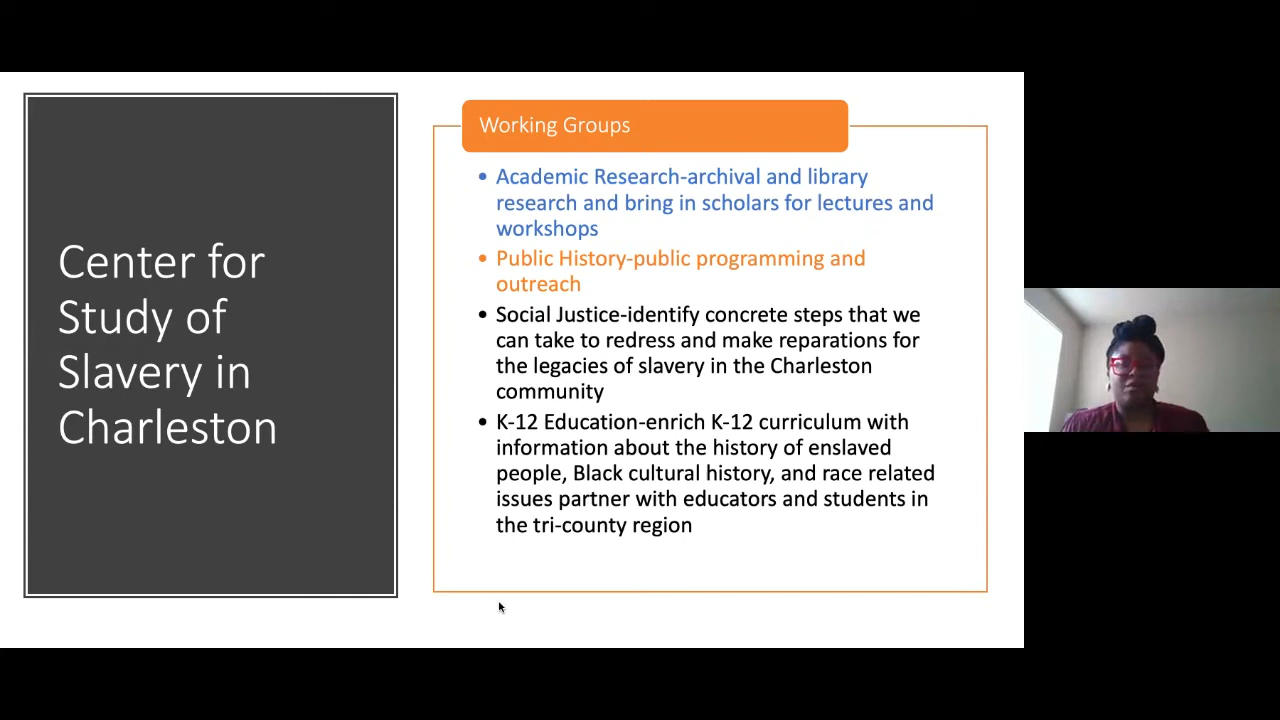 Center for
Study of
Slavery in
Charleston
Working Groups
• Academic Research-archival and library
research and bring in scholars for lectures and
workshops
• Public History-public programming and
outreach
• Social Justice-identify concrete steps that we
can take to redress and make reparations for
the legacies of slavery in the Charleston
community
• K-12 Education-enrich K-12 curriculum with
information about the history of enslaved
people, Black cultural history, and race related
issues partner with educators and students in
the tri-county region